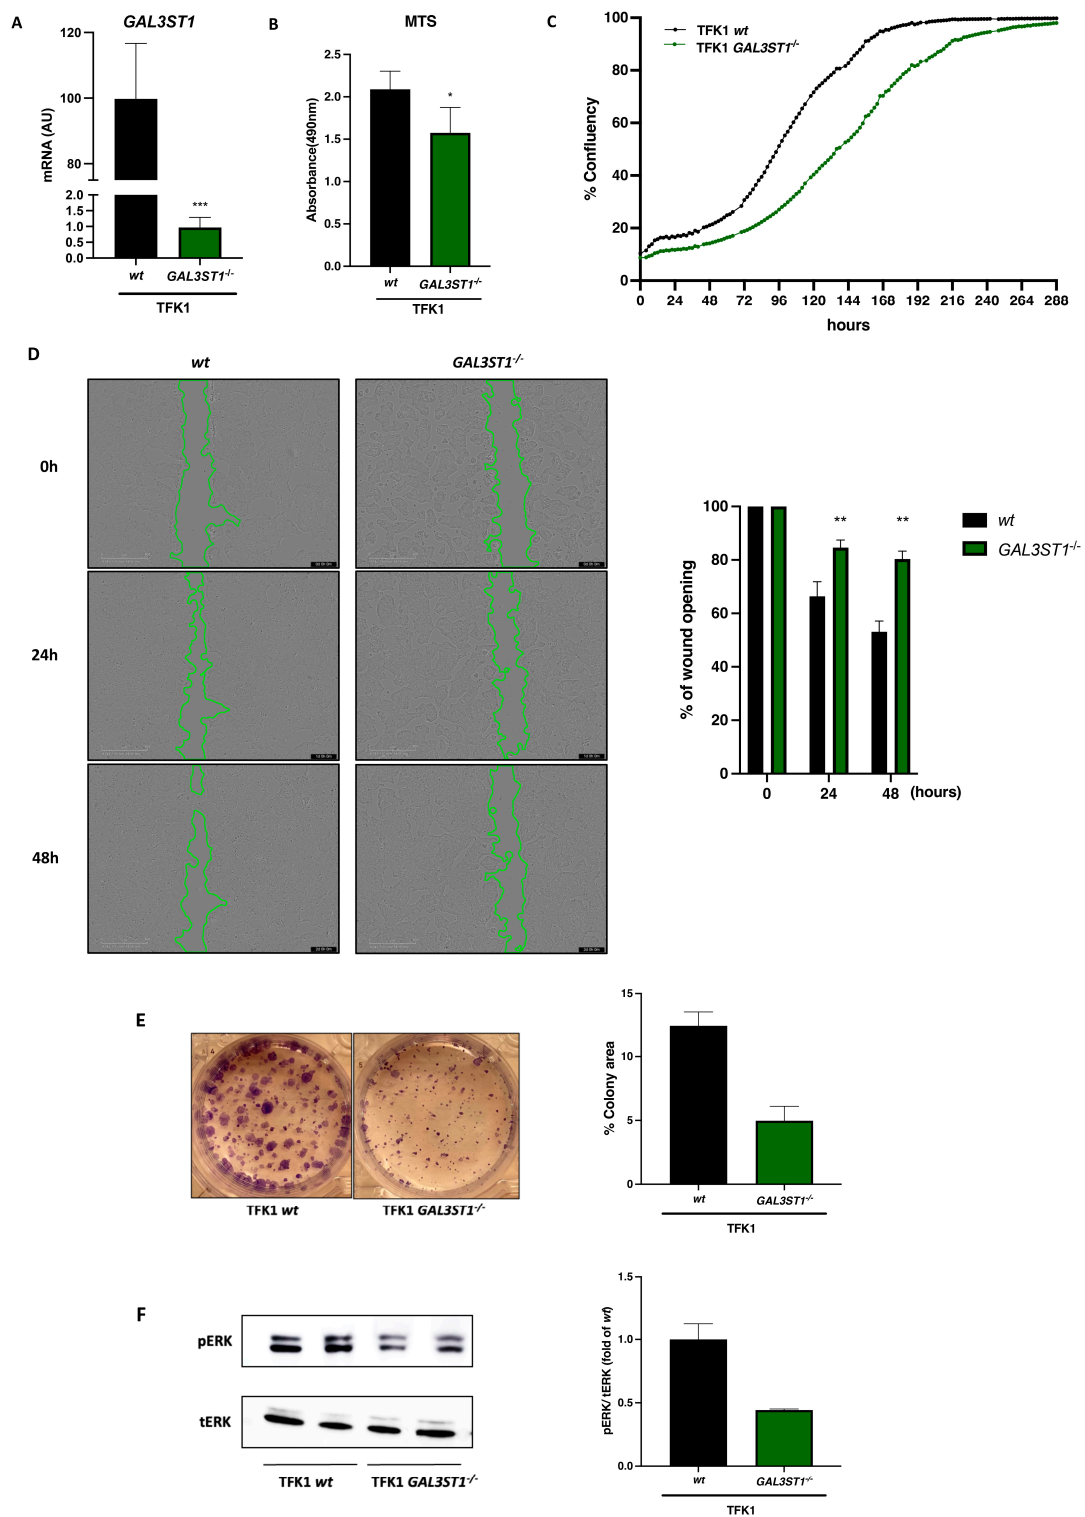 A
GAL3ST1
mRNA (AU)
120
100
80
2.0
1.5
1.0
0.5
0.0
***
wt
GAL3ST1-/-
TFK1
B
MTS
Absorbance(490nm)
2.5
2.0
1.5
1.0
0.5
0.0
*
wt
GAL3ST1-/-
TFK1
C
TFK1 wt
TFK1 GAL3ST1-/-
% Confluency
100
80
60
40
20
0
0 24 48 72 96 120 144 168 192 216 240 264 288
hours
D
wt
GAL3ST1-/-
0h
24h
48h
% of wound opening
100
80
60
40
20
0
** **
0 24 48 (hours)
wt
GAL3ST1-/-
E
4
5
TFK1 wt
TFK1 GAL3ST1-/-
% Colony area
15
10
5
0
wt
GAL3ST1-/-
TFK1
F
pERK
tERK
TFK1 wt
TFK1 GAL3ST1-/-
pERK/ tERK (fold of wt)
1.5
1.0
0.5
0.0
wt
GAL3ST1-/-
TFK1